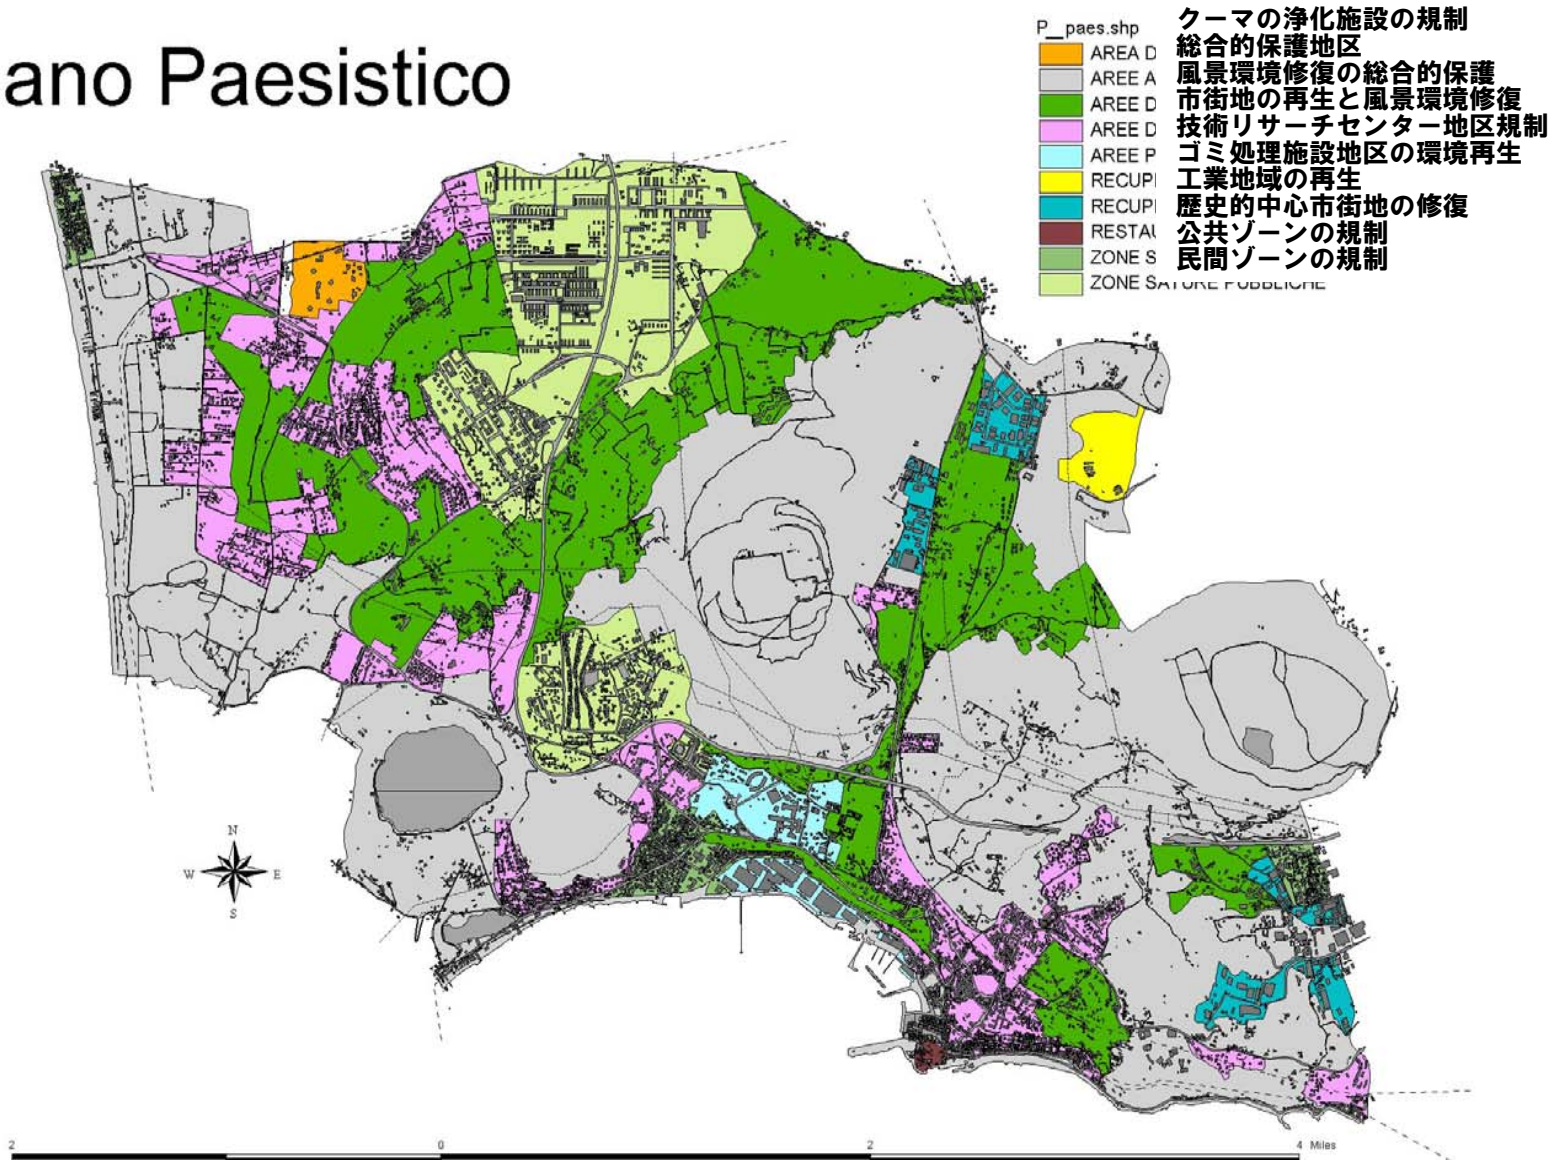 ano Paesistico
P__paes.shp
クーマの浄化施設の規制
AREA D 総合的保護地区
AREE A 風景環境修復の総合的保護
AREE D 市街地の再生と風景環境修復
AREE D 技術リサーチセンター地区規制
AREE P ゴミ処理施設地区の環境再生
RECUPI 工業地域の再生
RECUPI 歴史的中心市街地の修復
RESTAU 公共ゾーンの規制
ZONE S 民間ゾーンの規制
ZONE SATURE PUBBLICHE
N
W E
S
2 0 2 4 Miles